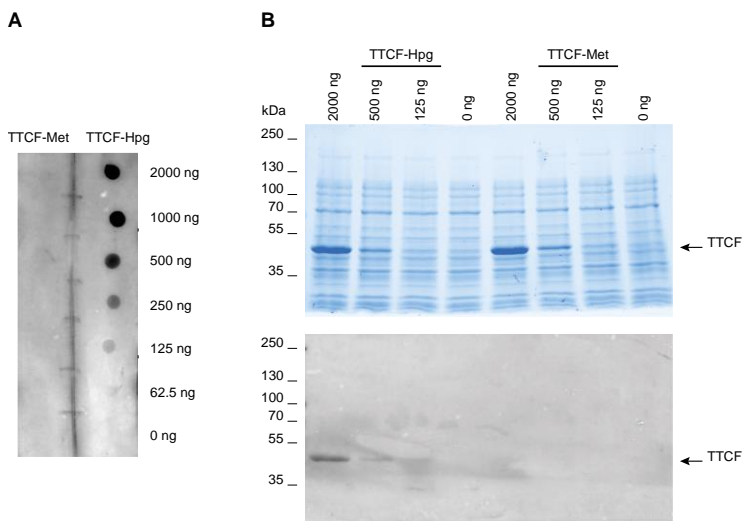 A
TTCF-Met TTCF-Hpg
2000 ng
1000 ng
500 ng
250 ng
125 ng
62.5 ng
0 ng
B
TTCF-Hpg TTCF-Met
kDa 2000 ng 500 ng 125 ng 0 ng 2000 ng 500 ng 125 ng 0 ng
250
130
100
70
55
TTCF
35
250
130
100
70
55
TTCF
35